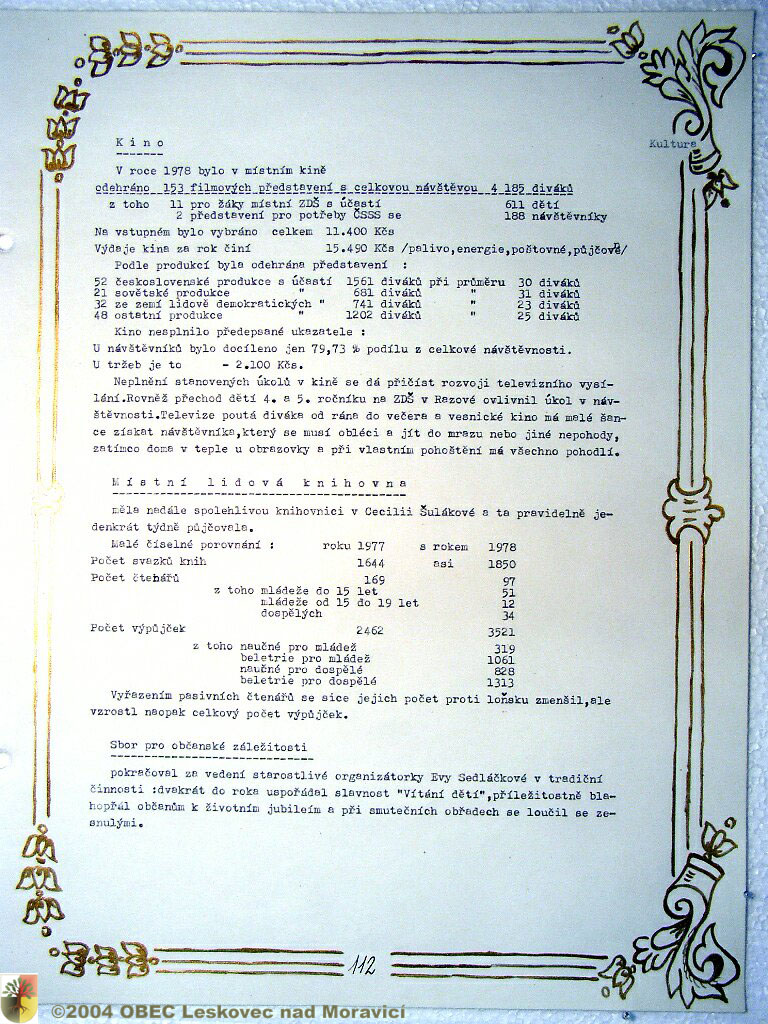 Kultura
K i n o
V roce 1978 bylo v místním kině
odehráno 153 filmových představení s celkovou návštěvou 4 185 diváků
z toho 11 pro žáky místní ZDŠ s účastí 611 dětí
2 představení pro potřeby ČSSS se 188 návštěvníky
Na vstupném bylo vybráno celkem 11.400 Kčs
Výdaje kina za rok činí 15.490 Kčs /palivo,energie,poštovné,půjčovné/
Podle produkcí byla odehrána představení :
52 československé produkce s účastí 1561 diváků při průměru 30 diváků
21 sovětské produkce " 681 diváků " 31 diváků
32 ze zemí lidově demokratických " 741 diváků " 23 diváků
48 ostatní produkce " 1202 diváků " 25 diváků
Kino nesplnilo předepsané ukazatele :
U návštěvníků bylo docíleno jen 79,73 % podílu z celkové návštěvnosti.
U tržeb je to - 2.100 Kčs.
Neplnění stanovených úkolů v kině se dá přičíst rozvoji televizního vysí-
lání.Rovněž přechod dětí 4. a 5. ročníku na ZDŠ v Razové ovlivnil úkol v náv-
štěvnosti.Televize poutá diváka od rána do večera a vesnické kino má malé šan-
ce získat návštěvníka,který se musí obléci a jít do mrazu nebo jiné nepohody,
zatímco doma v teple u obrazovky a při vlastním pohoštění má všechno pohodlí.
M í s t n í l i d o v á k n i h o v n a
měla nadále spolehlivou knihovnici v Cecilii Šulákové a ta pravidelně je-
denkrát týdně půjčovala.
Malé číselné porovnání : roku 1977 s rokem 1978
Počet svazků knih 1644 asi 1850
Počet čtenářů 169 97
z toho mládeže do 15 let 51
mládeže od 15 do 19 let 12
dospělých 34
Počet výpůjček 2462 3521
z toho naučné pro mládež 319
beletrie pro mládež 1061
naučné pro dospělé 828
beletrie pro dospělé 1313
Vyřazením pasivních čtenářů se sice jejich počet proti loňsku zmenšil,ale
vzrostl naopak celkový počet výpůjček.
Sbor pro občanské záležitosti
pokračoval za vedení starostlivé organizátorky Evy Sedláčkové v tradiční
činnosti :dvakrát do roka uspořádal slavnost "Vítání dětí",příležitostně bla-
hopřál občanům k životním jubileím a při smutečních obřadech se loučil se ze-
snulými.
112
©2004 OBEC Leskovec nad Moravicí